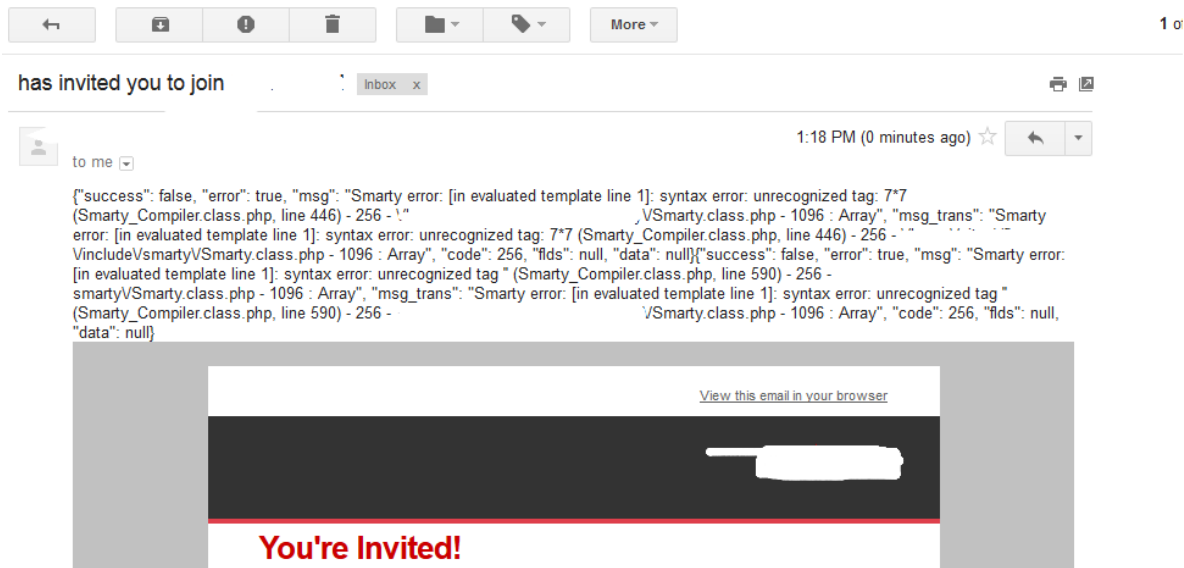 More
1 of
has invited you to join
Inbox x
1:18 PM (0 minutes ago)
to me
{"success": false, "error": true, "msg": "Smarty error: [in evaluated template line 1]: syntax error: unrecognized tag: 7*7
(Smarty_Compiler.class.php, line 446) - 256 - \/Smarty.class.php - 1096 : Array", "msg_trans": "Smarty
error: [in evaluated template line 1]: syntax error: unrecognized tag: 7*7 (Smarty_Compiler.class.php, line 446) - 256 -
\/include\/smarty\/Smarty.class.php - 1096 : Array", "code": 256, "flds": null, "data": null}{"success": false, "error": true, "msg": "Smarty error:
[in evaluated template line 1]: syntax error: unrecognized tag '' (Smarty_Compiler.class.php, line 590) - 256 -
smarty\/Smarty.class.php - 1096 : Array", "msg_trans": "Smarty error: [in evaluated template line 1]: syntax error: unrecognized tag ''
(Smarty_Compiler.class.php, line 590) - 256 - \/Smarty.class.php - 1096 : Array", "code": 256, "flds": null,
"data": null}
View this email in your browser
You're Invited!